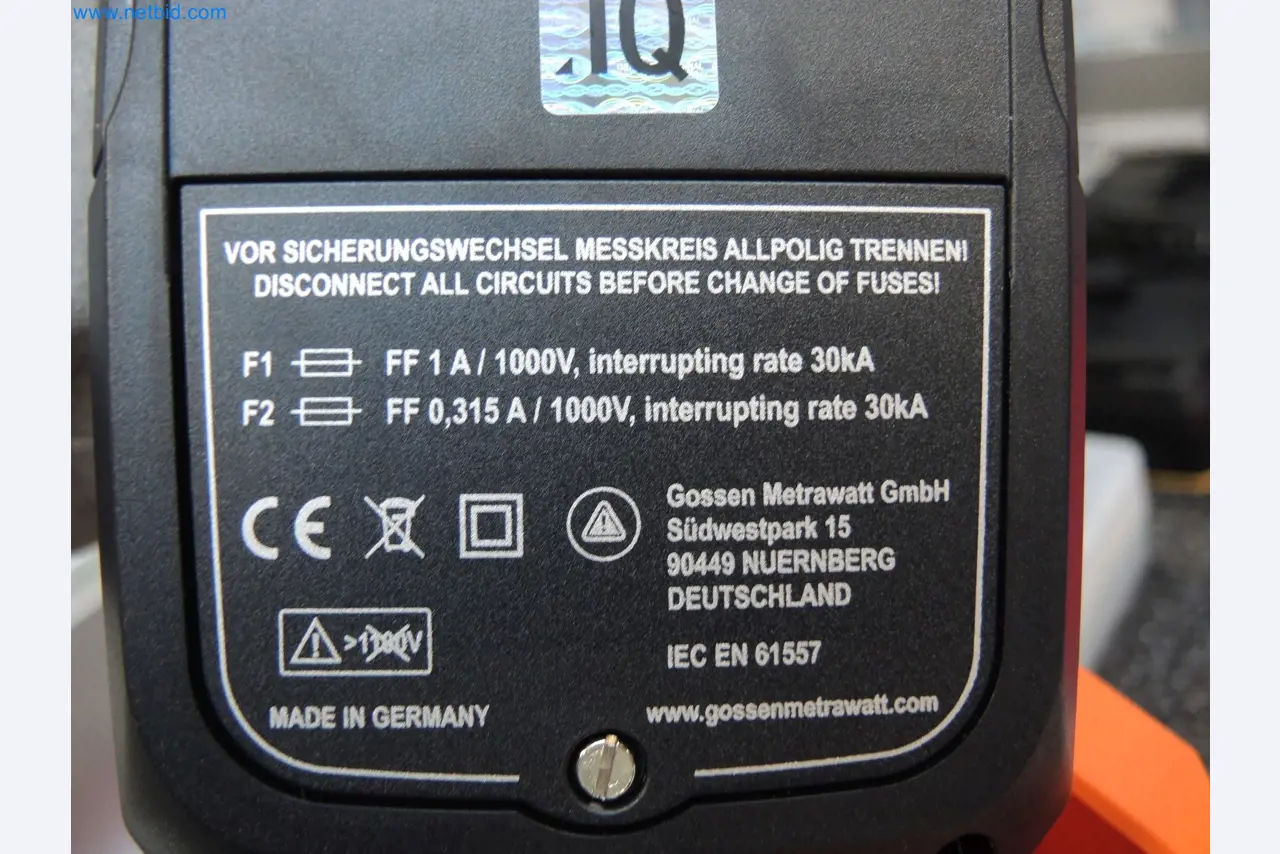 www.netbid.com
.IQ
VOR SICHERUNGSWECHSEL MESSKREIS ALLPOLIG TRENNEN!
DISCONNECT ALL CIRCUITS BEFORE CHANGE OF FUSES!
F1 FF 1 A / 1000V, interrupting rate 30kA
F2 FF 0,315 A / 1000V, interrupting rate 30kA
CE
Gossen Metrawatt GmbH
Südwestpark 15
90449 NUERNBERG
DEUTSCHLAND
>1100V
IEC EN 61557
MADE IN GERMANY
www.gossenmetrawatt.com